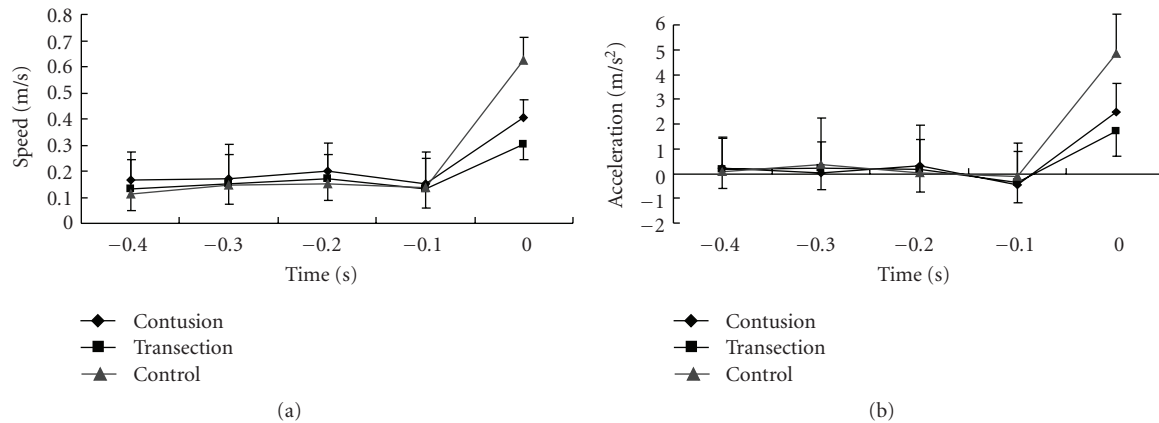 0.8
0.7
0.6
0.5
0.4
0.3
0.2
0.1
0
Speed (m/s)
−0.4 −0.3 −0.2 −0.1 0
Time (s)
Contusion
Transection
Control
(a)
6
5
4
3
2
1
0
−1
−2
Acceleration (m/s²)
−0.4 −0.3 −0.2 −0.1 0
Time (s)
Contusion
Transection
Control
(b)